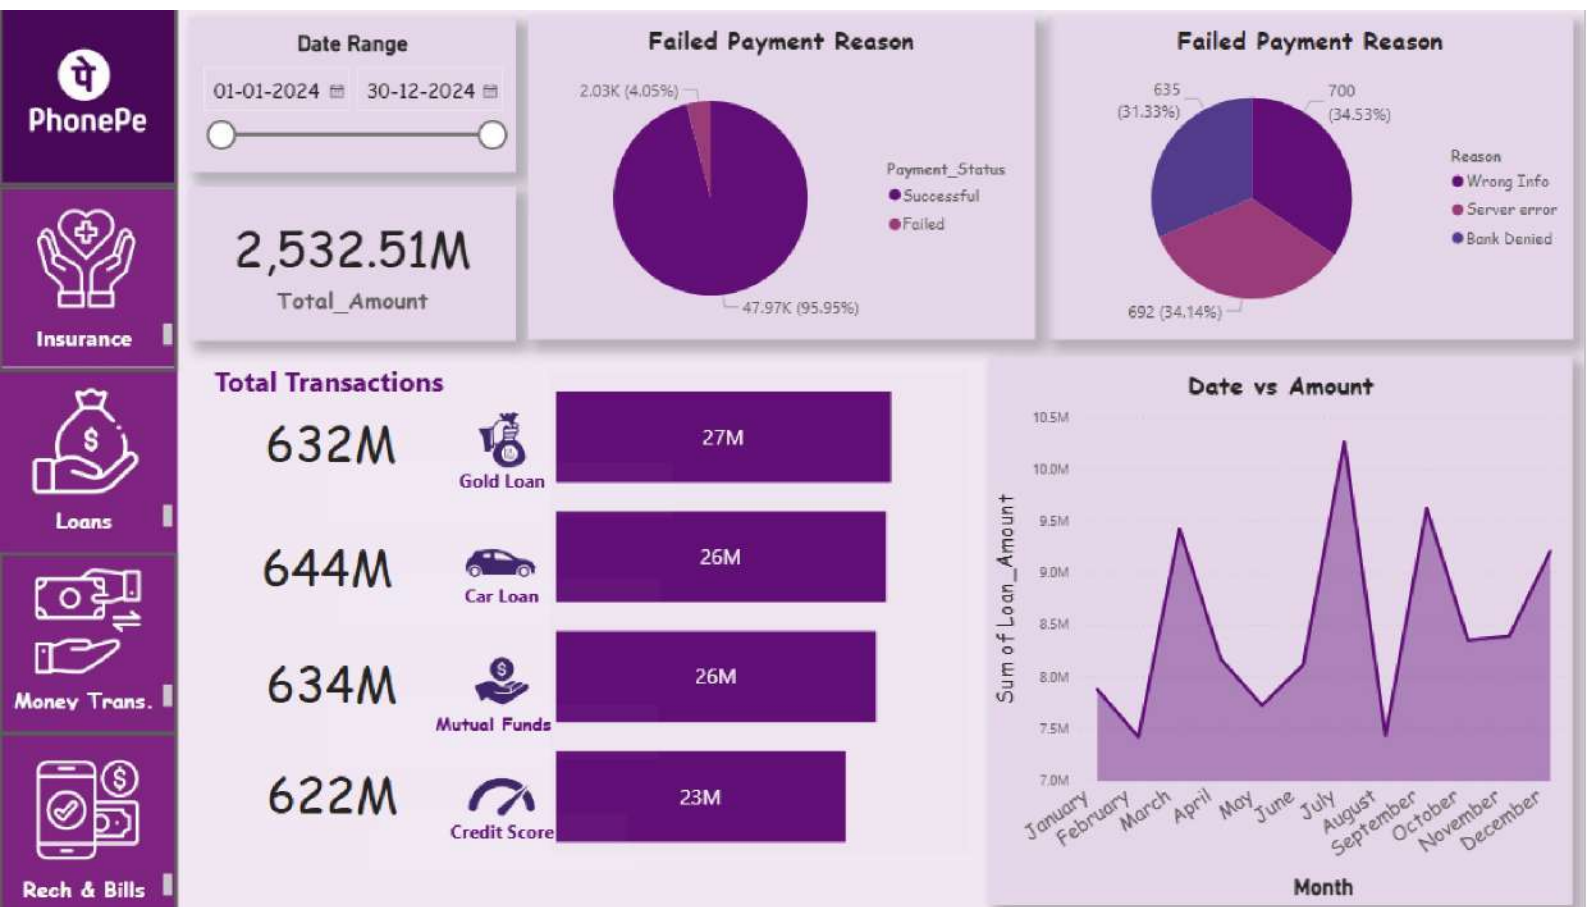 पे
PhonePe
Insurance
Loans
Money Trans.
Rech & Bills
Date Range
01-01-2024 30-12-2024
2,532.51M
Total_Amount
Failed Payment Reason
2.03K (4.05%)
47.97K (95.95%)
Payment_Status
Successful
Failed
Failed Payment Reason
635
(31.33%)
700
(34.53%)
692 (34.14%)
Reason
Wrong Info
Server error
Bank Denied
Total Transactions
632M
Gold Loan
27M
644M
Car Loan
26M
634M
Mutual Funds
26M
622M
Credit Score
23M
Date vs Amount
Sum of Loan_Amount
10.5M
10.0M
9.5M
9.0M
8.5M
8.0M
7.5M
7.0M
January
February
March
April
May
June
July
August
September
October
November
December
Month